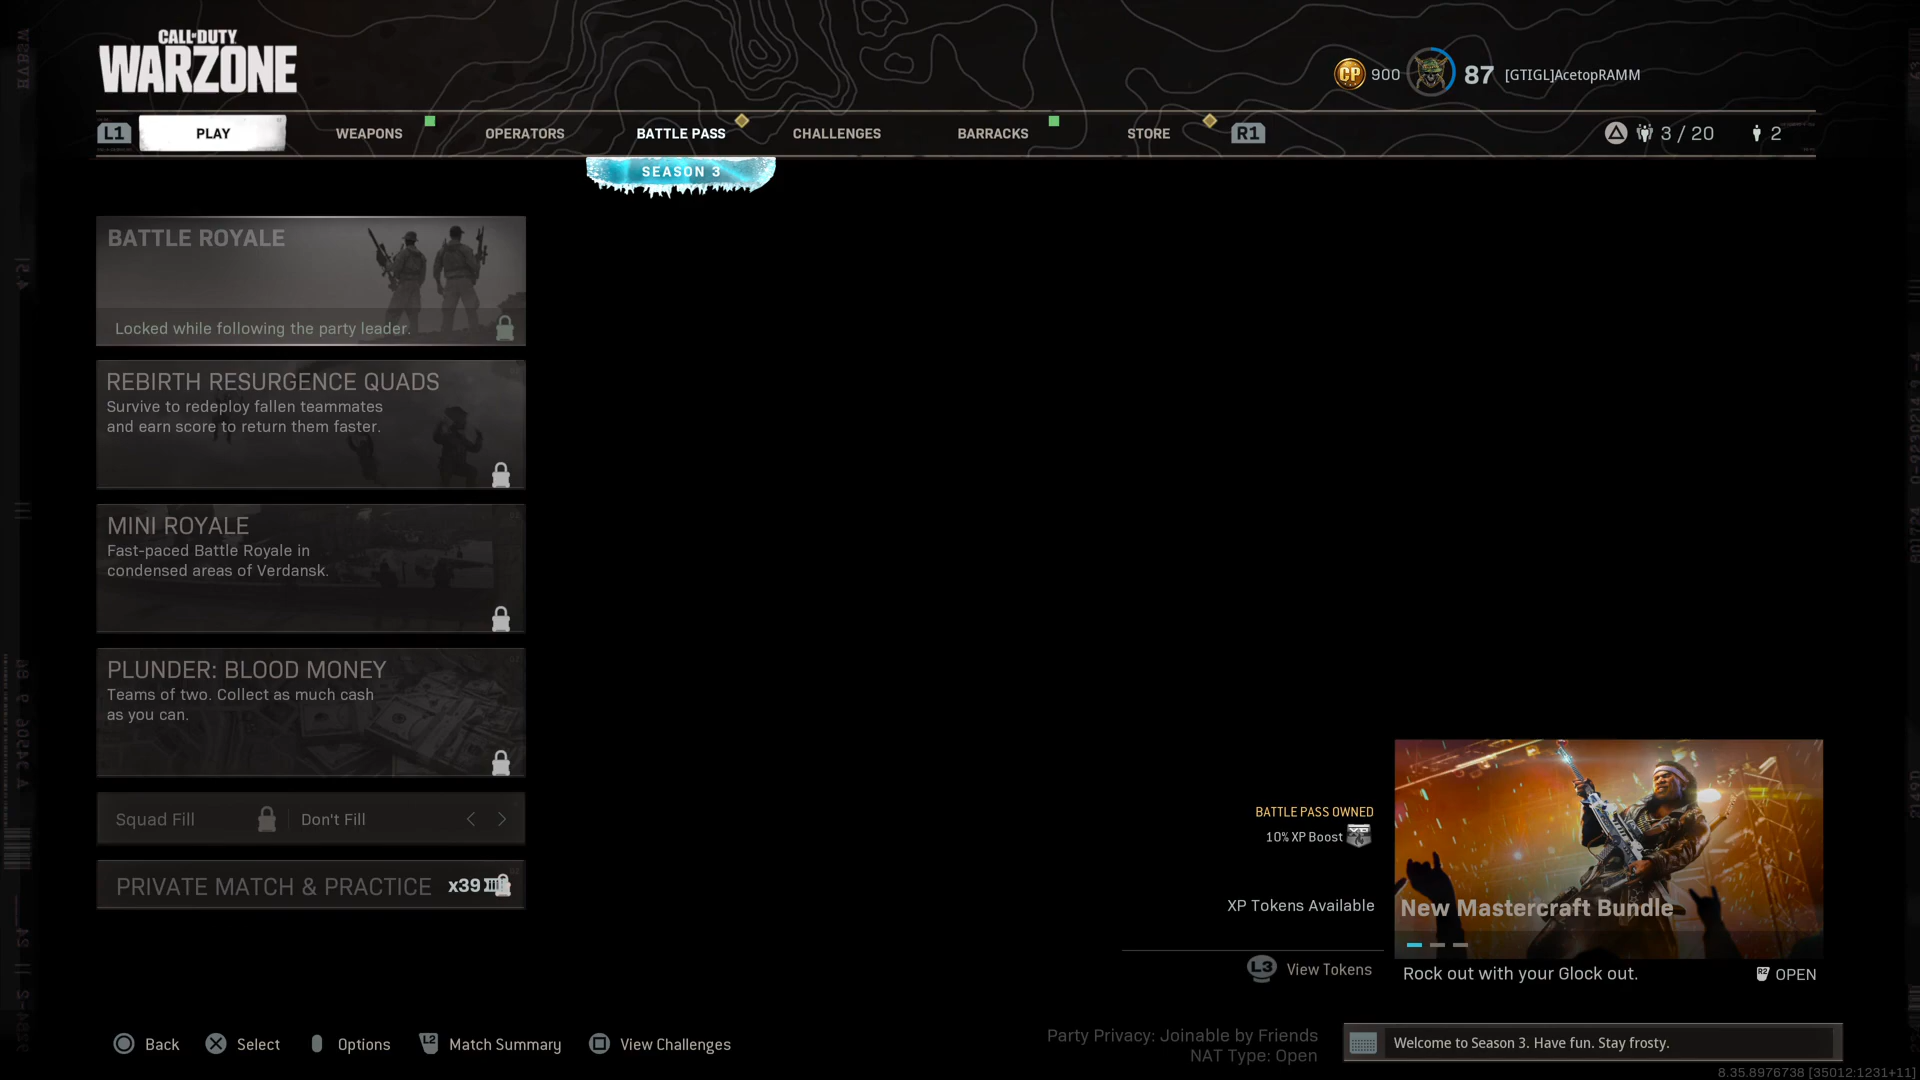 CALL OF DUTY
WARZONE
CP 900 87 [GTIGL]AcetopRAMM
L1 PLAY WEAPONS OPERATORS BATTLE PASS CHALLENGES BARRACKS STORE R1 3 / 20 2
SEASON 3
BATTLE ROYALE
Locked while following the party leader.
REBIRTH RESURGENCE QUADS
Survive to redeploy fallen teammates
and earn score to return them faster.
MINI ROYALE
Fast-paced Battle Royale in
condensed areas of Verdansk.
PLUNDER: BLOOD MONEY
Teams of two. Collect as much cash
as you can.
Squad Fill Don't Fill
PRIVATE MATCH & PRACTICE x39
BATTLE PASS OWNED
10% XP Boost XP
XP Tokens Available
L3 View Tokens
New Mastercraft Bundle
Rock out with your Glock out. R2 OPEN
Back Select Options L2 Match Summary View Challenges
Party Privacy: Joinable by Friends
NAT Type: Open
Welcome to Season 3. Have fun. Stay frosty.
8.35.8976738 [35012:1231+11]